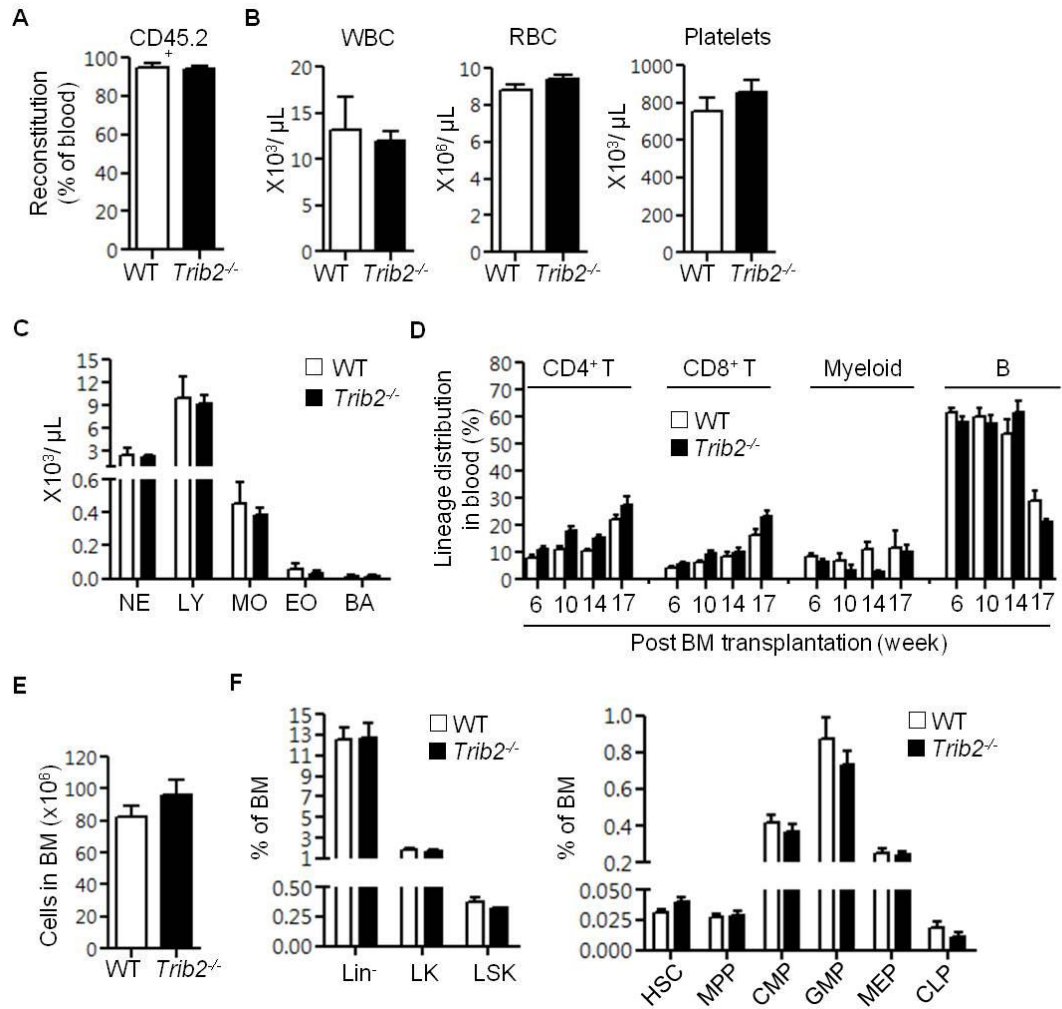 A
CD45.2
+
Reconstitution
(% of blood)
100
80
60
40
20
0
WT Trib2-/-
B
WBC
X10³/ µL
20
15
10
5
0
WT Trib2-/-
RBC
X10⁶/ µL
10
8
6
4
2
0
WT Trib2-/-
Platelets
X10³/ µL
1000
800
600
400
200
0
WT Trib2-/-
C
X10³/ µL
15
12
9
6
3
0.6
0.4
0.2
0.0
NE LY MO EO BA
WT
Trib2-/-
D
Lineage distribution
in blood (%)
80
70
60
50
40
30
20
10
0
CD4⁺ T CD8⁺ T Myeloid B
WT
Trib2-/-
6 10 14 17 6 10 14 17 6 10 14 17 6 10 14 17
Post BM transplantation (week)
E
Cells in BM (x10⁶)
120
100
80
60
40
20
0
WT Trib2-/-
F
% of BM
15
13
11
9
7
5
3
1
0.50
0.25
0.00
Lin⁻ LK LSK
WT
Trib2-/-
% of BM
1.0
0.8
0.6
0.4
0.2
0.050
0.025
0.000
HSC MPP CMP GMP MEP CLP
WT
Trib2-/-